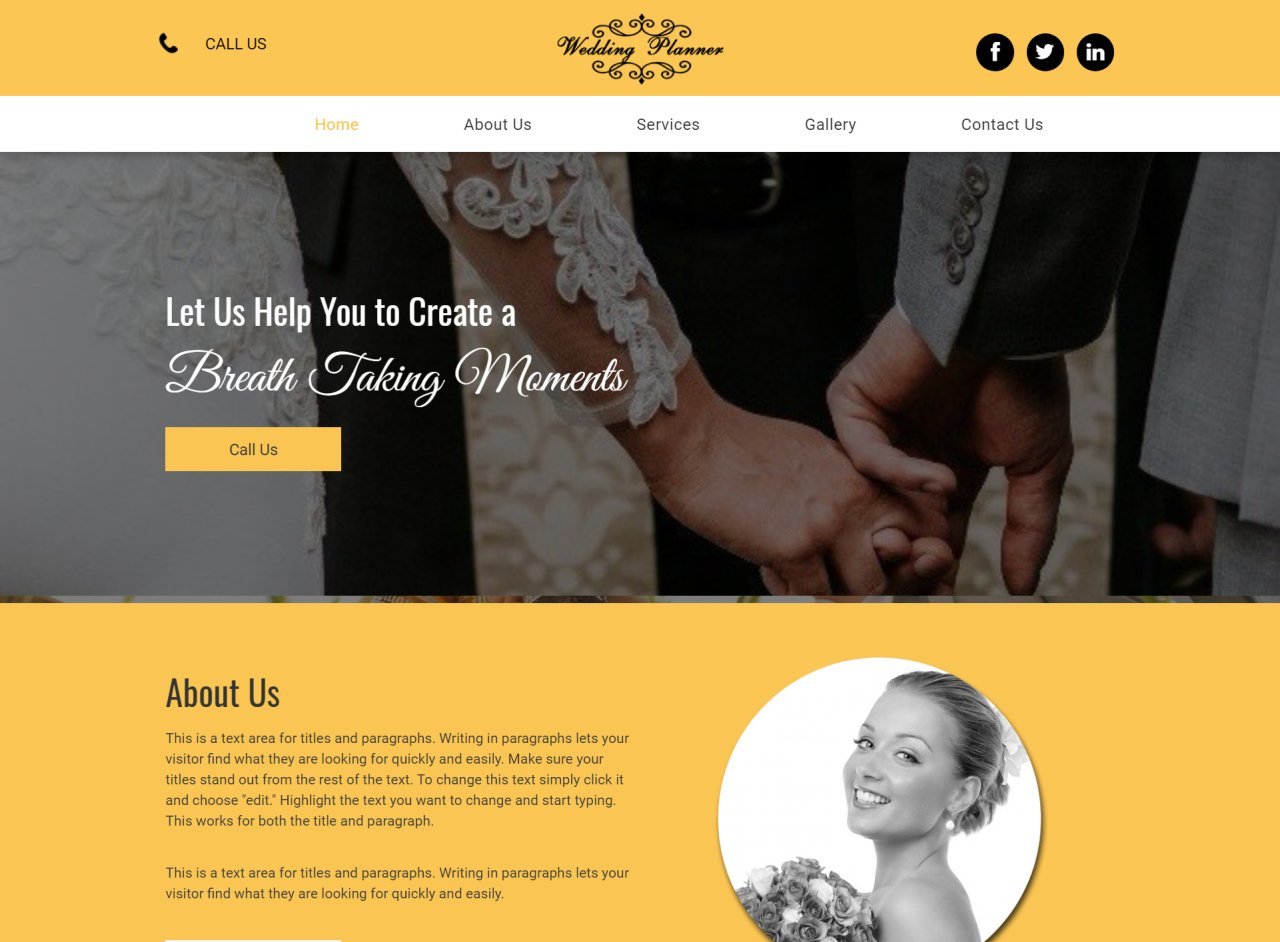 CALL US
Wedding Planner
f
in
Home
About Us
Services
Gallery
Contact Us
Let Us Help You to Create a
Breath Taking Moments
Call Us
About Us
This is a text area for titles and paragraphs. Writing in paragraphs lets your
visitor find what they are looking for quickly and easily. Make sure your
titles stand out from the rest of the text. To change this text simply click it
and choose "edit." Highlight the text you want to change and start typing.
This works for both the title and paragraph.
This is a text area for titles and paragraphs. Writing in paragraphs lets your
visitor find what they are looking for quickly and easily.